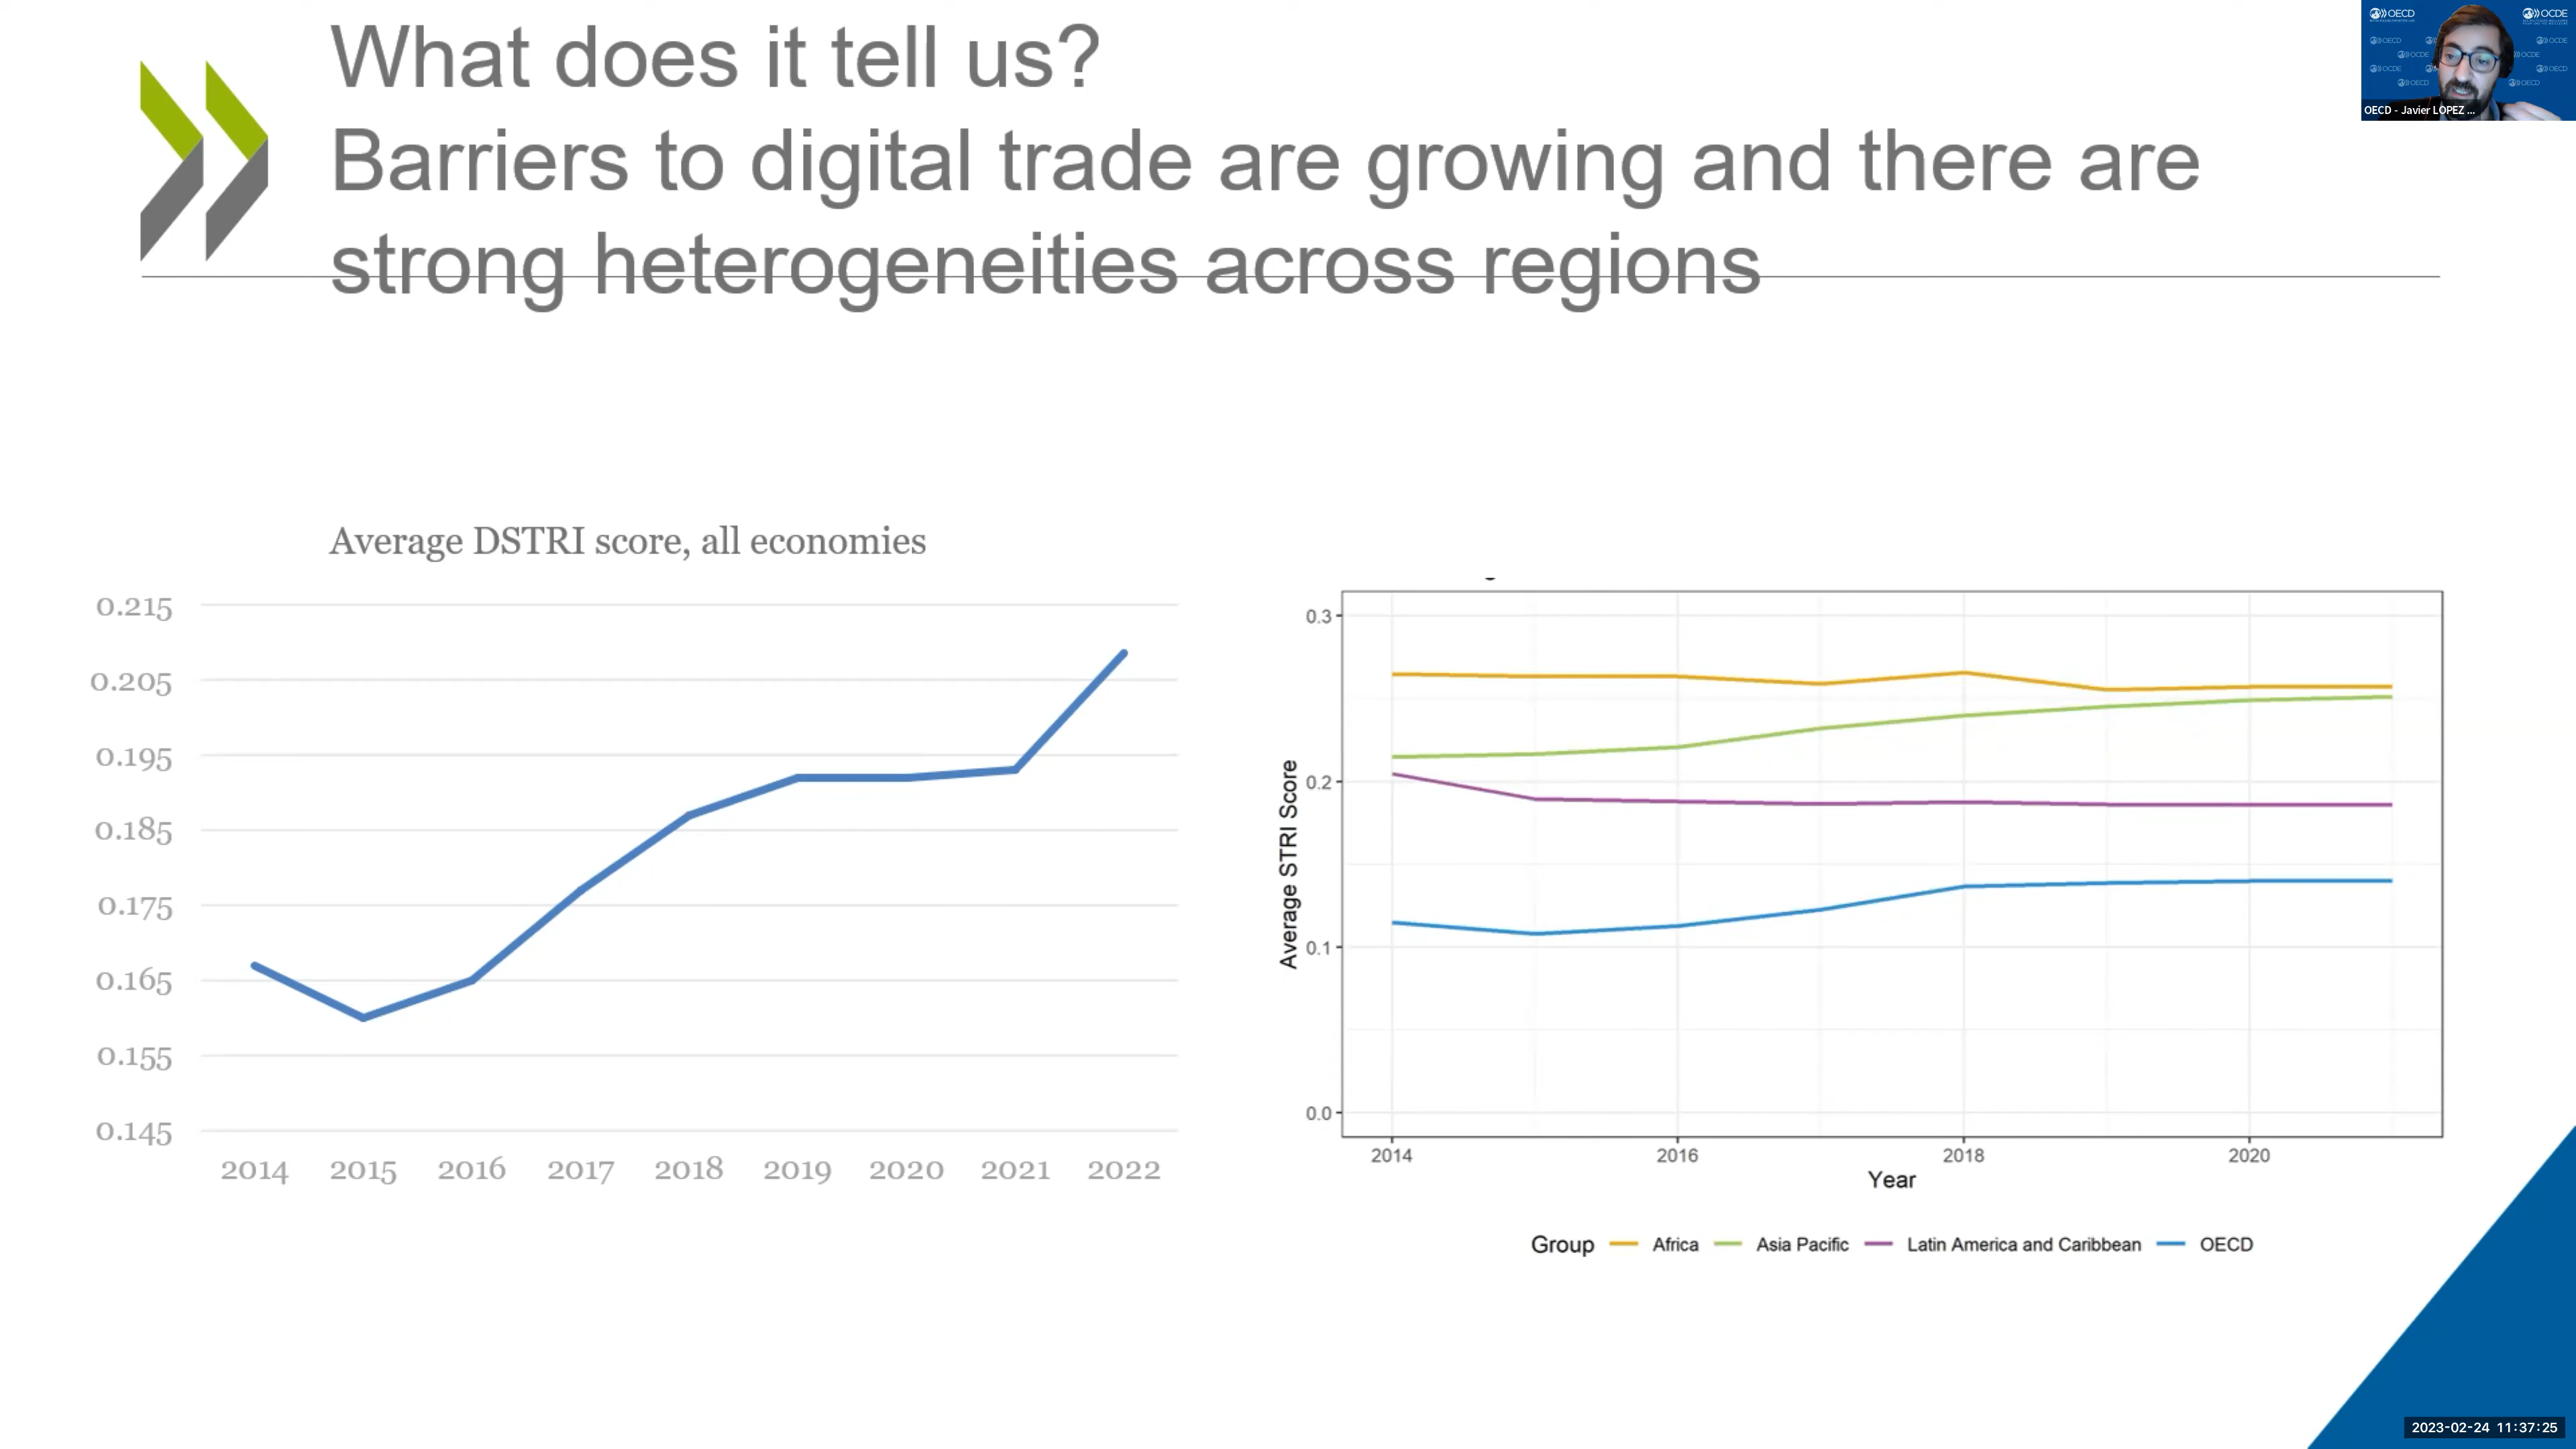 What does it tell us?
Barriers to digital trade are growing and there are
strong heterogeneities across regions
OECD
OCDE
OECD - Javier LOPEZ ...
Average DSTRI score, all economies
0.215
0.205
0.195
0.185
0.175
0.165
0.155
0.145
2014 2015 2016 2017 2018 2019 2020 2021 2022
Average STRI Score
0.3
0.2
0.1
0.0
2014 2016 2018 2020
Year
Group Africa Asia Pacific Latin America and Caribbean OECD
2023-02-24 11:37:25